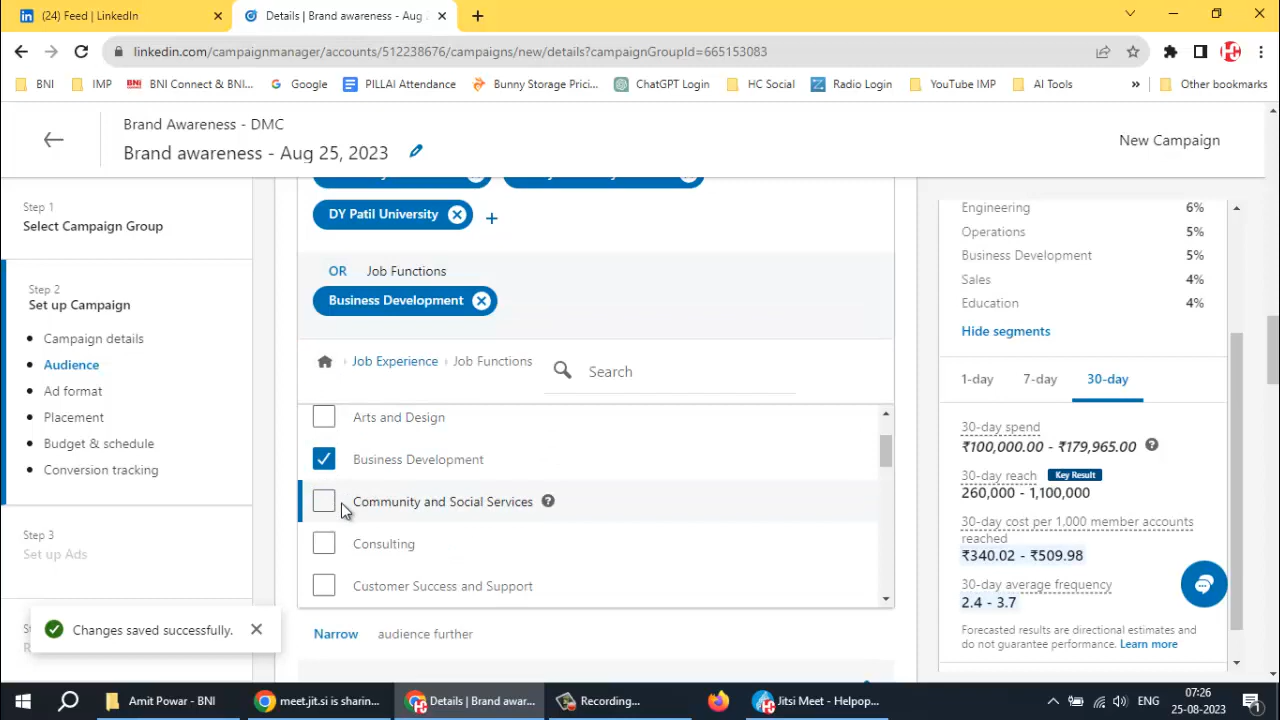 (24) Feed | LinkedIn
Details | Brand awareness - Aug
linkedin.com/campaignmanager/accounts/512238676/campaigns/new/details?campaignGroupId=665153083
BNI
IMP
BNI Connect & BNI...
Google
PILLAI Attendance
Bunny Storage Prici...
ChatGPT Login
HC Social
Radio Login
YouTube IMP
AI Tools
»
Other bookmarks
Brand Awareness - DMC
Brand awareness - Aug 25, 2023
New Campaign
Step 1
Select Campaign Group
Step 2
Set up Campaign
Campaign details
Audience
Ad format
Placement
Budget & schedule
Conversion tracking
Step 3
Set up Ads
Changes saved successfully.
DY Patil University
OR Job Functions
Business Development
Job Experience › Job Functions
Search
Arts and Design
Business Development
Community and Social Services
Consulting
Customer Success and Support
Narrow audience further
Engineering 6%
Operations 5%
Business Development 5%
Sales 4%
Education 4%
Hide segments
1-day 7-day 30-day
30-day spend
₹100,000.00 - ₹179,965.00
30-day reach Key Result
260,000 - 1,100,000
30-day cost per 1,000 member accounts
reached
₹340.02 - ₹509.98
30-day average frequency
2.4 - 3.7
Forecasted results are directional estimates and
do not guarantee performance. Learn more
Amit Powar - BNI
meet.jit.si is sharin...
Details | Brand awar...
Recording...
Jitsi Meet - Helpop...
ENG
07:26
25-08-2023